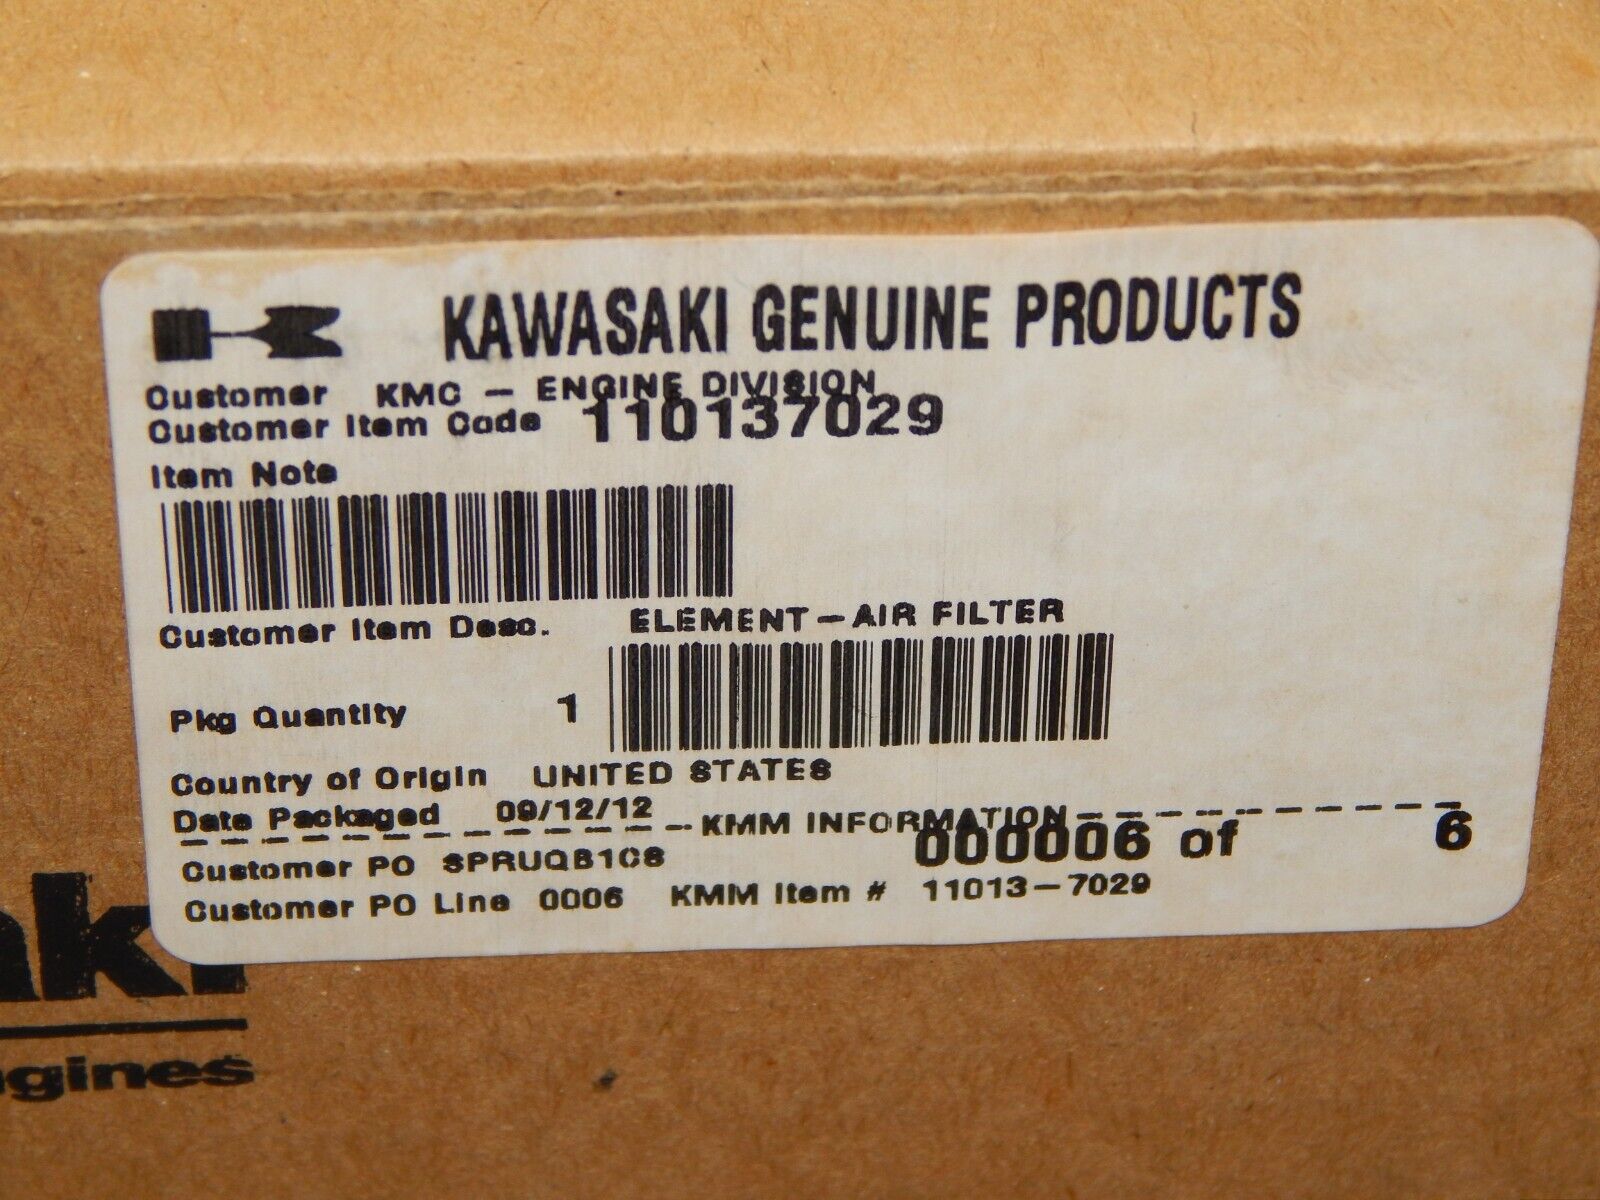 KAWASAKI GENUINE PRODUCTS
Customer KMC - ENGINE DIVISION
Customer Item Code 110137029
Item Note
Customer Item Desc. ELEMENT-AIR FILTER
Pkg Quantity 1
Country of Origin UNITED STATES
Date Packaged 09/12/12
KMM INFORMATION
Customer PO SPRUQB1C8 000006 of 6
Customer PO Line 0006 KMM Item # 11013-7029
aki
ngines